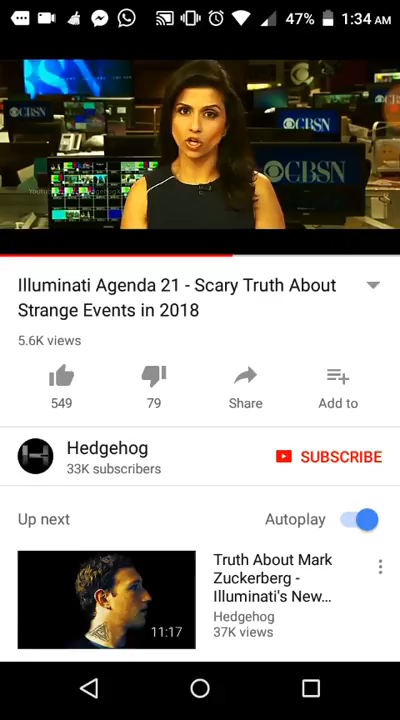 47% 1:34 AM
CBSN
CBSN
CBSN
Illuminati Agenda 21 - Scary Truth About
Strange Events in 2018
5.6K views
549 79 Share Add to
Hedgehog
33K subscribers
SUBSCRIBE
Up next Autoplay
Truth About Mark
Zuckerberg -
Illuminati's New...
Hedgehog
37K views
11:17